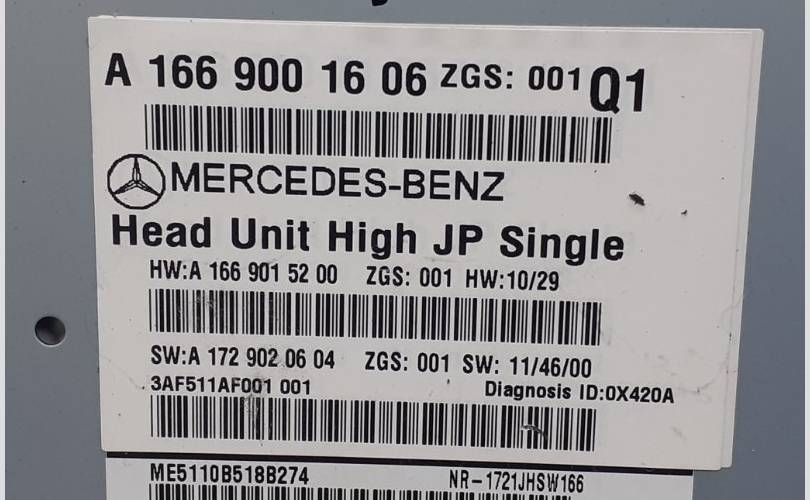 A 166 900 16 06 ZGS: 001 Q1
MERCEDES-BENZ
Head Unit High JP Single
HW:A 166 901 52 00 ZGS: 001 HW:10/29
SW:A 172 902 06 04 ZGS: 001 SW: 11/46/00
3AF511AF001 001 Diagnosis ID:0X420A
ME5110B518B274 NR-1721JHSW166